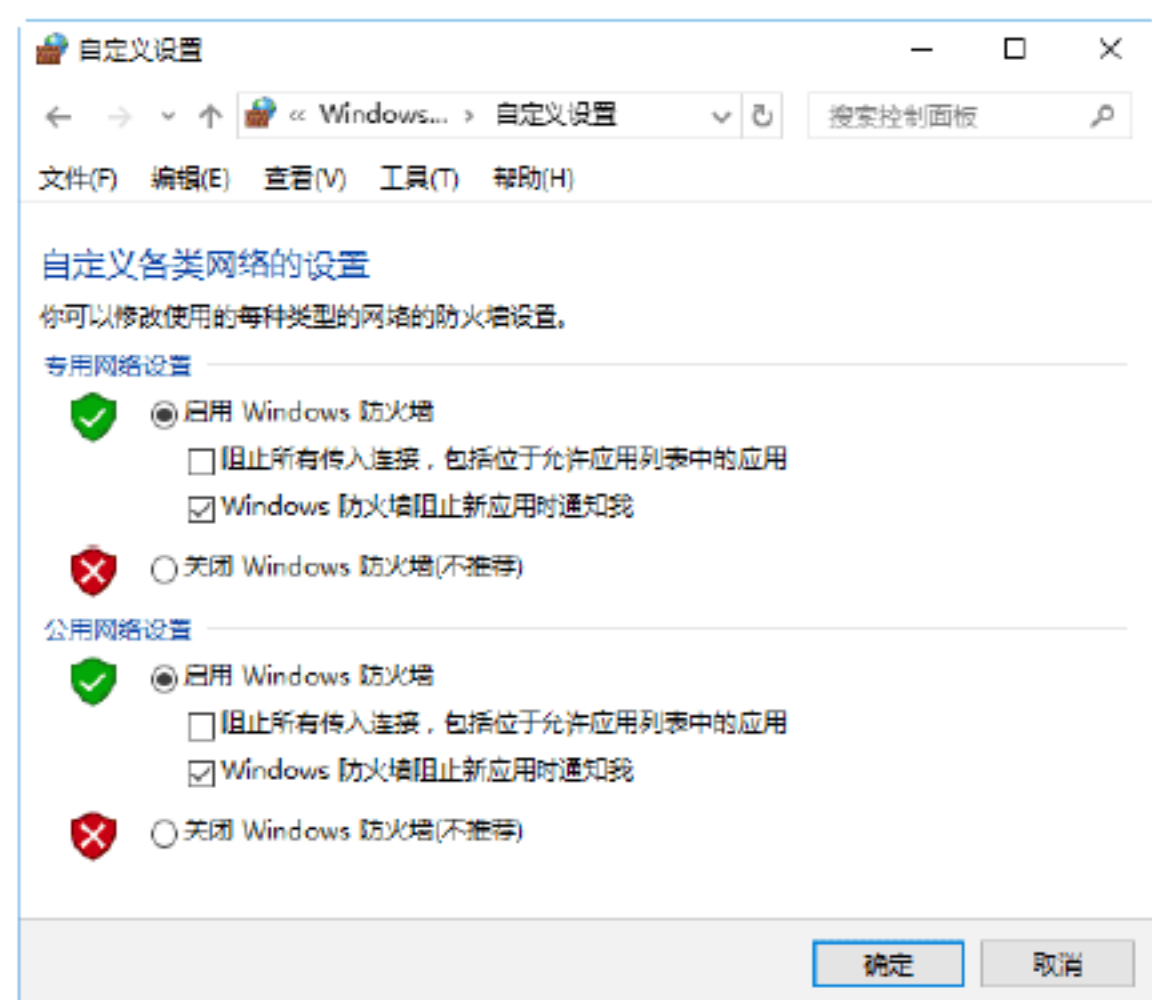 自定义设置
« Windows... › 自定义设置
搜索控制面板
文件(F) 编辑(E) 查看(V) 工具(T) 帮助(H)
自定义各类网络的设置
你可以修改使用的每种类型的网络的防火墙设置。
专用网络设置
启用 Windows 防火墙
阻止所有传入连接，包括位于允许应用列表中的应用
Windows 防火墙阻止新应用时通知我
关闭 Windows 防火墙(不推荐)
公用网络设置
启用 Windows 防火墙
阻止所有传入连接，包括位于允许应用列表中的应用
Windows 防火墙阻止新应用时通知我
关闭 Windows 防火墙(不推荐)
确定 取消